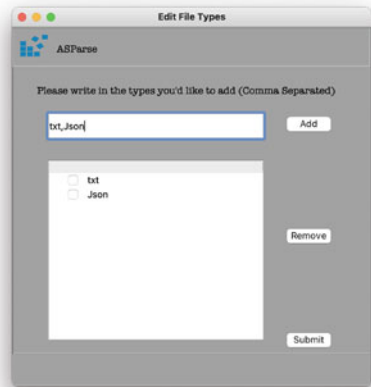 Edit File Types
ASParse
Please write in the types you'd like to add (Comma Separated)
txt,Json
Add
txt
Json
Remove
Submit